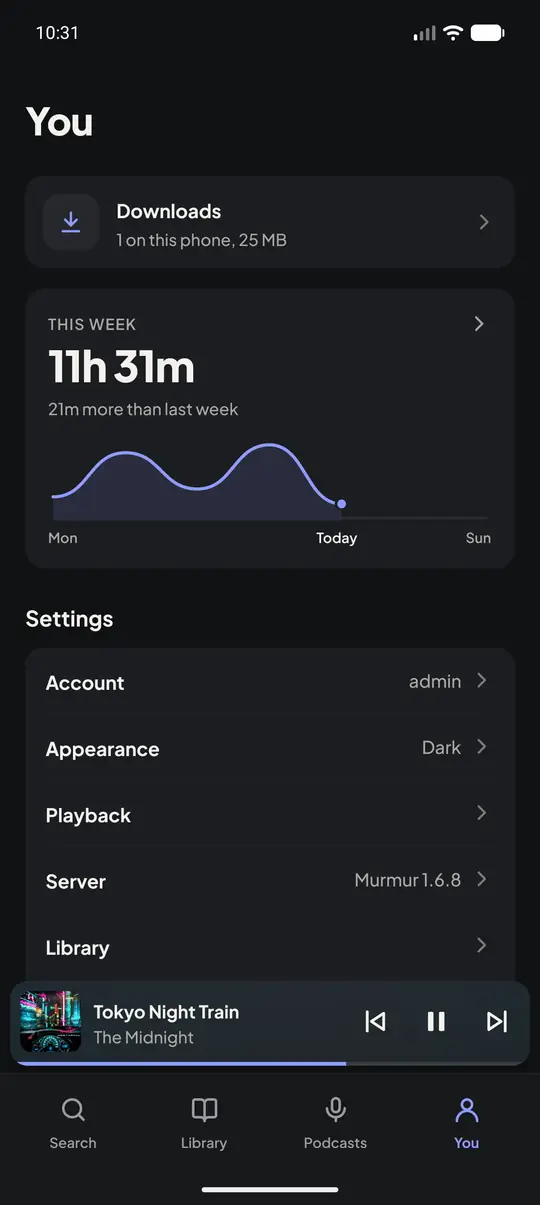 10:31
You
Downloads
1 on this phone, 25 MB
THIS WEEK
11h 31m
21m more than last week
Mon
Today
Sun
Settings
Account
admin
Appearance
Dark
Playback
Server
Murmur 1.6.8
Library
Tokyo Night Train
The Midnight
Search
Library
Podcasts
You